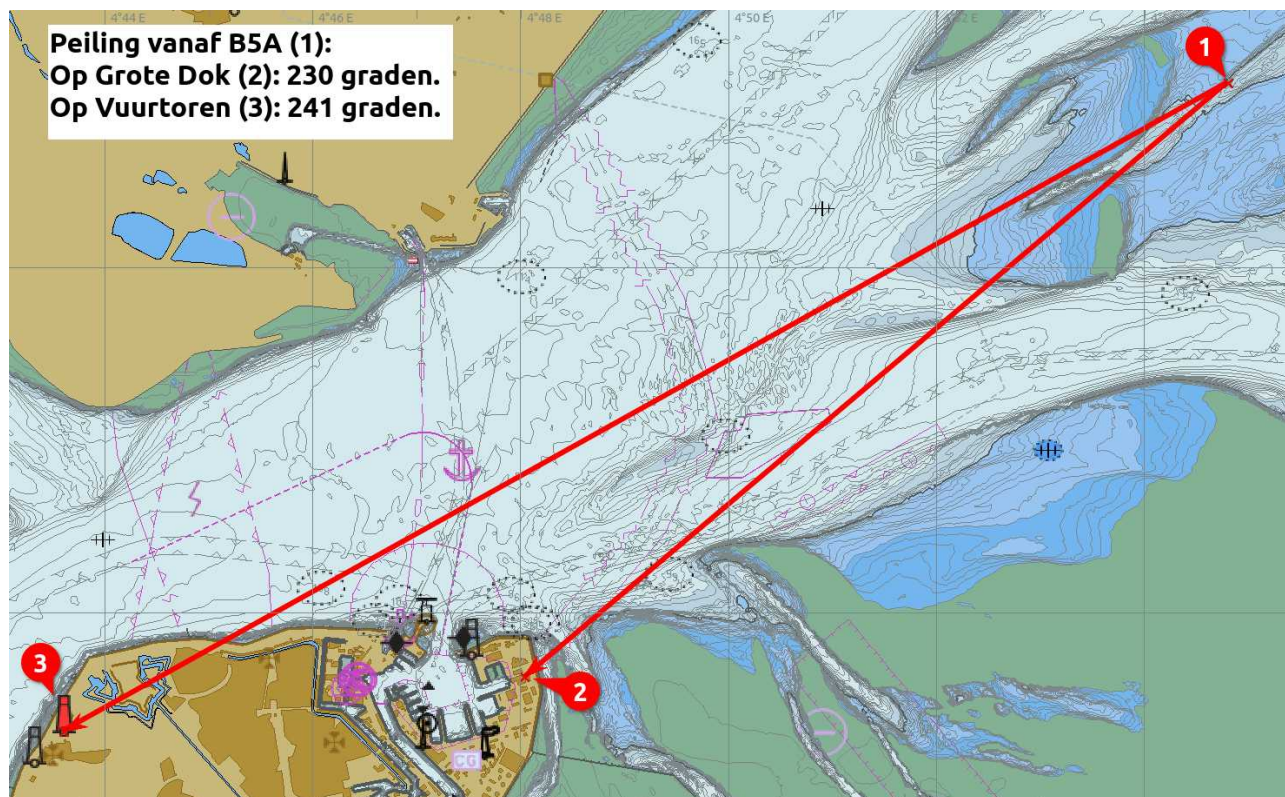 4°44'E
4°46'E
4°48'E
4°50'E
Peiling vanaf B5A (1):
Op Grote Dok (2): 230 graden.
Op Vuurtoren (3): 241 graden.
1
3
2
CG